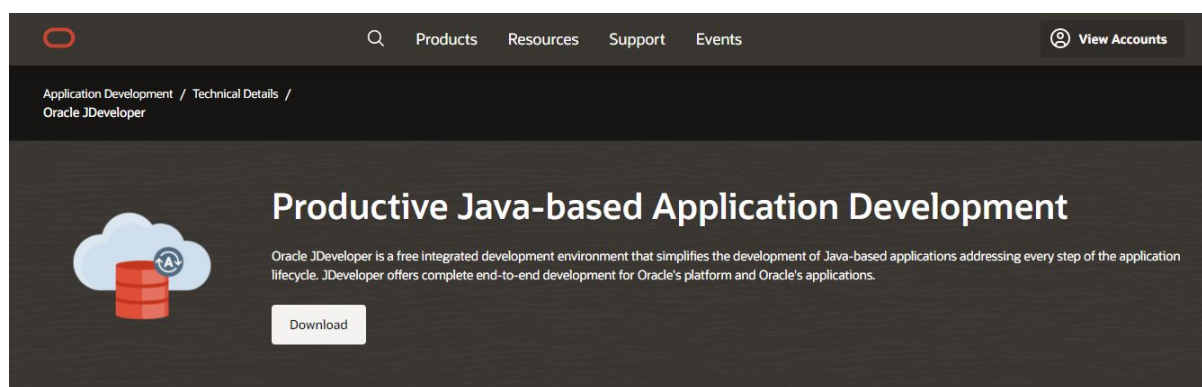 Products Resources Support Events View Accounts
Application Development / Technical Details /
Oracle JDeveloper
Productive Java-based Application Development
Oracle JDeveloper is a free integrated development environment that simplifies the development of Java-based applications addressing every step of the application
lifecycle. JDeveloper offers complete end-to-end development for Oracle's platform and Oracle's applications.
A
Download